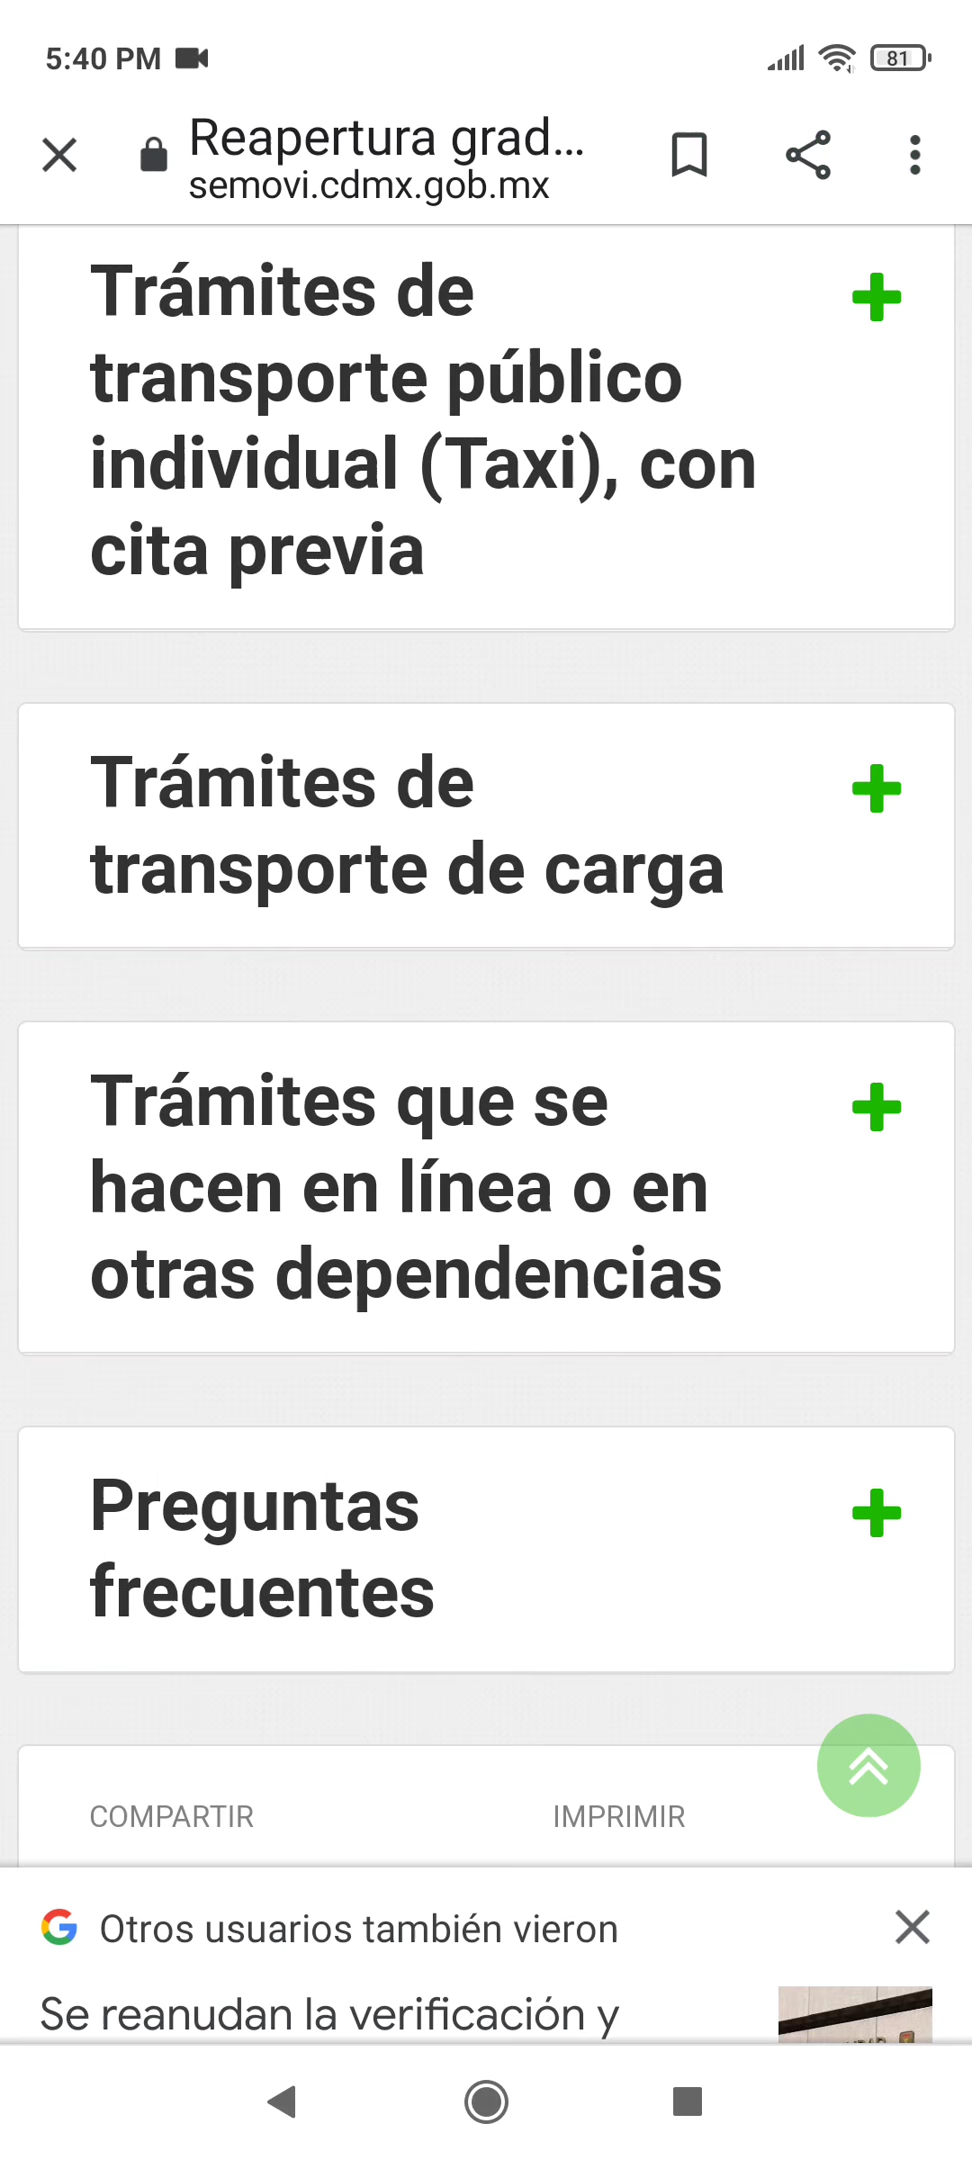 5:40 PM
81
Reapertura grad...
semovi.cdmx.gob.mx
Trámites de
transporte público
individual (Taxi), con
cita previa
Trámites de
transporte de carga
Trámites que se
hacen en línea o en
otras dependencias
Preguntas
frecuentes
COMPARTIR
IMPRIMIR
Otros usuarios también vieron
Se reanudan la verificación y